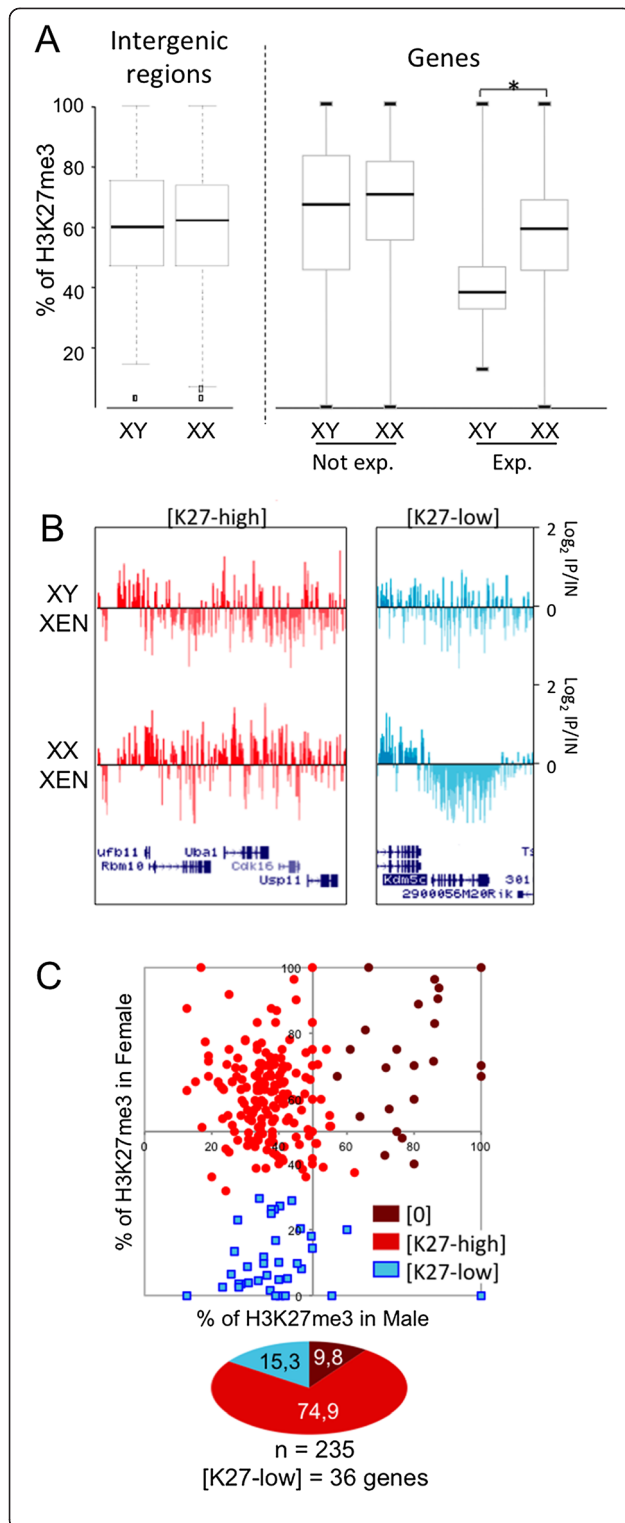 A
Intergenic regions
Genes
% of H3K27me3
100
80
60
40
20
*
XY XX
XY XX XY XX
Not exp. Exp.
B
[K27-high] [K27-low]
XY
XEN
XX
XEN
2
0
Log2 IP/IN
2
0
Log2 IP/IN
ufb11 Uba1
Rbm10 Cdk16
Usp11
Kdm5c 301
2900056M20Rik
C
% of H3K27me3 in Female
100
80
60
40
20
0
0 20 40 60 80 100
[0]
[K27-high]
[K27-low]
% of H3K27me3 in Male
15,3 9,8
74,9
n = 235
[K27-low] = 36 genes